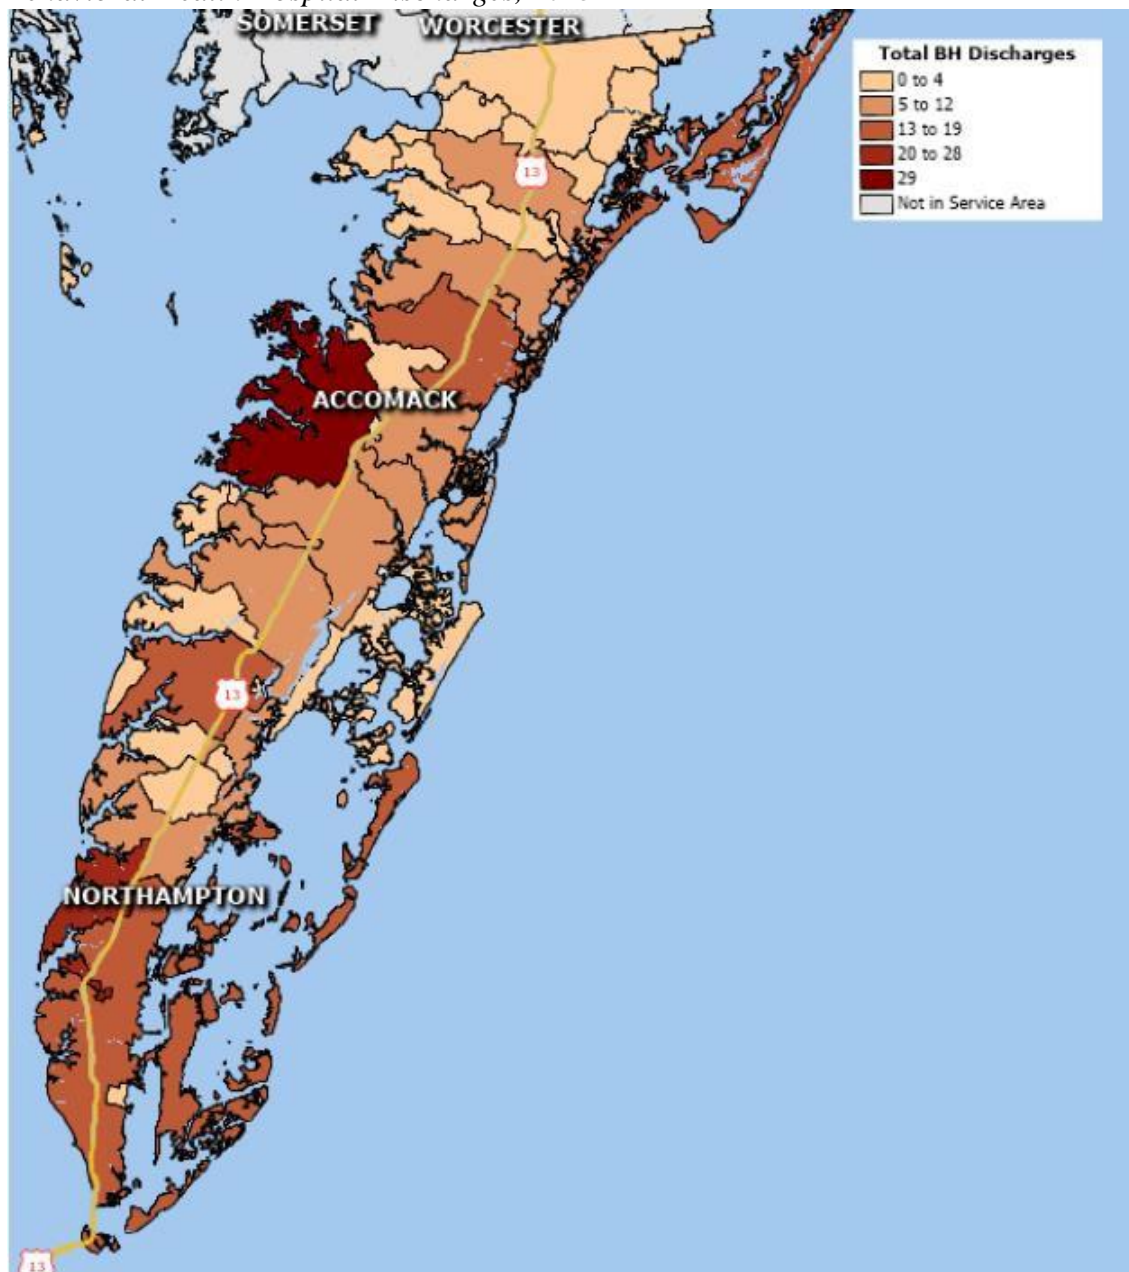 SOMERSET WORCESTER
Total BH Discharges
0 to 4
5 to 12
13 to 19
20 to 28
29
Not in Service Area
13
ACCOMACK
13
NORTHAMPTON
13